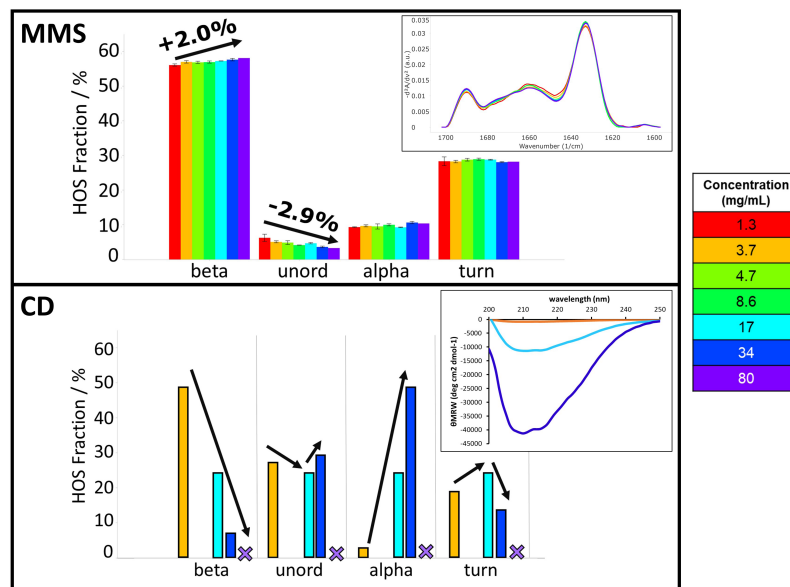 MMS
HOS Fraction / %
60
50
40
30
20
10
0
+2.0%
-2.9%
beta unord alpha turn
-d²A/dν² (a.u.)
0.035
0.03
0.025
0.02
0.015
0.01
0.005
0
1700 1680 1660 1640 1620 1600
Wavenumber (1/cm)
CD
HOS Fraction / %
60
50
40
30
20
10
0
beta unord alpha turn
wavelength (nm)
200 210 220 230 240 250
θMRW (deg cm2 dmol-1)
0
-5000
-10000
-15000
-20000
-25000
-30000
-35000
-40000
-45000
Concentration
(mg/mL)
1.3
3.7
4.7
8.6
17
34
80